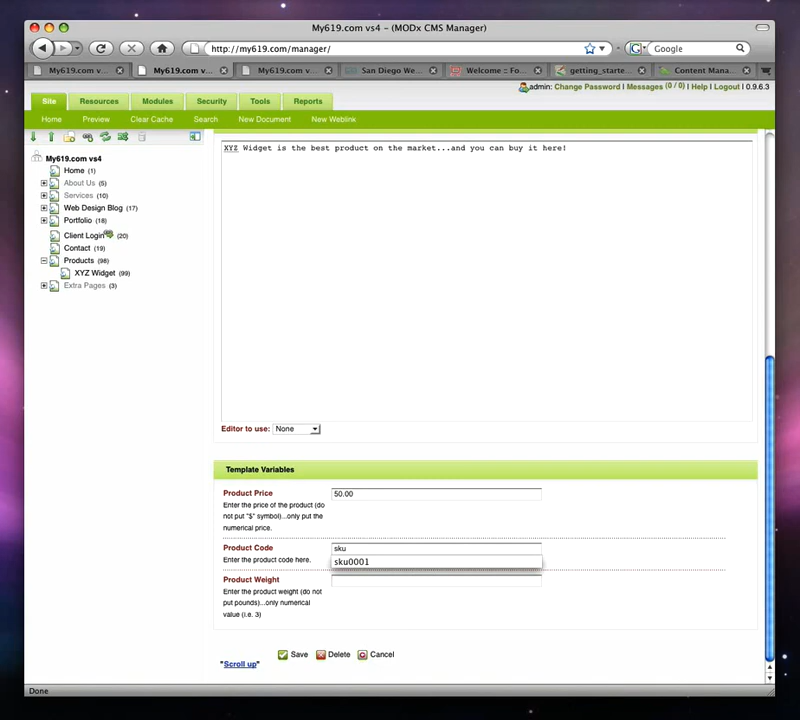 My619.com vs4 - (MODx CMS Manager)
http://my619.com/manager/
Google
My619.com v...
My619.com v...
My619.com v...
San Diego We...
Welcome :: Fo...
getting_starte...
Content Mana...
admin: Change Password | Messages (0 / 0) | Help | Logout | 0.9.6.3
Site
Resources
Modules
Security
Tools
Reports
Home
Preview
Clear Cache
Search
New Document
New Weblink
My619.com vs4
Home (1)
About Us (5)
Services (10)
Web Design Blog (17)
Portfolio (18)
Client Login (20)
Contact (19)
Products (98)
XYZ Widget (99)
Extra Pages (3)
XYZ Widget is the best product on the market...and you can buy it here!
Editor to use: None
Template Variables
Product Price 50.00
Enter the price of the product (do
not put "$" symbol)...only put the
numerical price.
Product Code sku
Enter the product code here. sku0001
Product Weight
Enter the product weight (do not
put pounds)...only numerical
value (i.e. 3)
Save Delete Cancel
"Scroll up"
Done